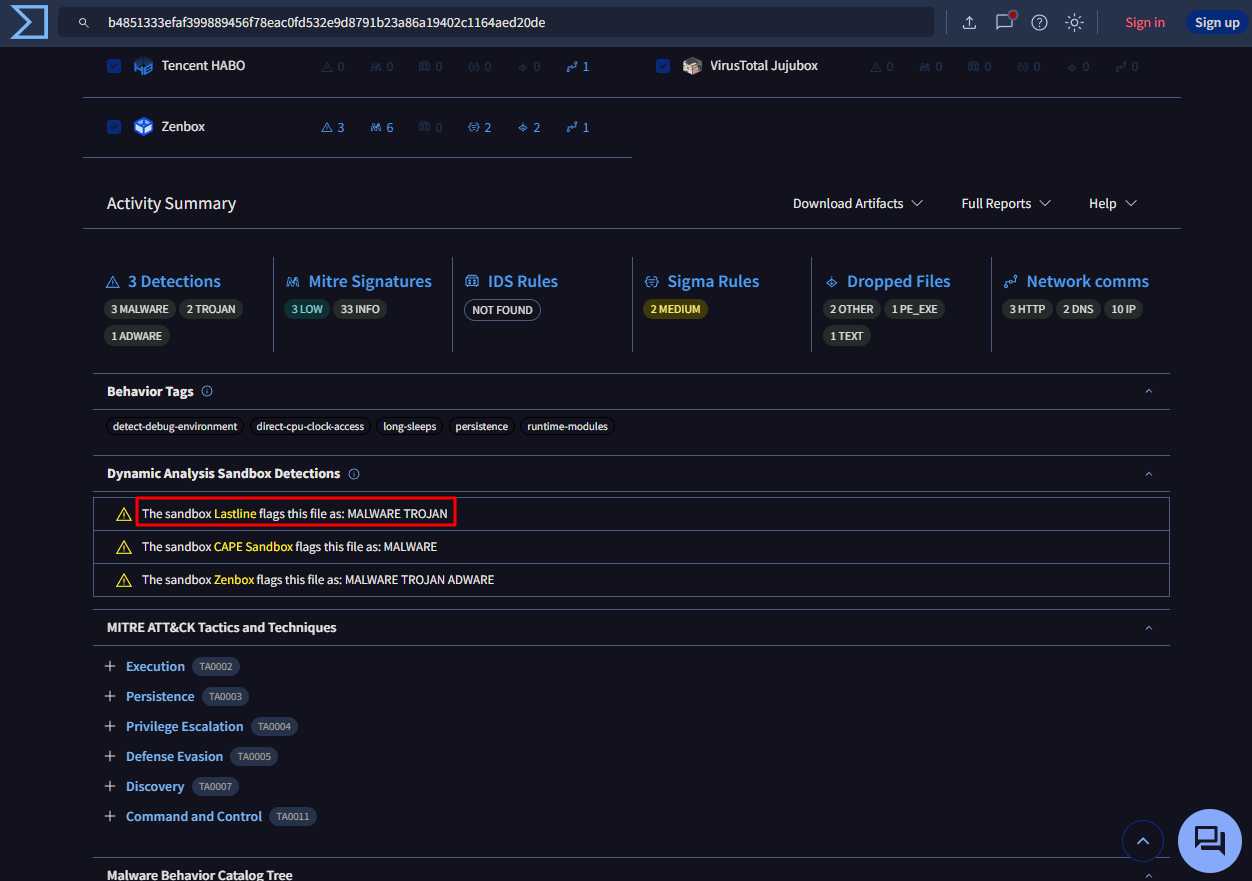 b4851333efaf399889456f78eac0fd532e9d8791b23a86a19402c1164aed20de Sign in Sign up
Tencent HABO 0 0 0 0 0 1 VirusTotal Jujubox 0 0 0 0 0 0
Zenbox 3 6 0 2 2 1
Activity Summary Download Artifacts Full Reports Help
3 Detections Mitre Signatures IDS Rules Sigma Rules Dropped Files Network comms
3 MALWARE 2 TROJAN 3 LOW 33 INFO NOT FOUND 2 MEDIUM 2 OTHER 1 PE_EXE 3 HTTP 2 DNS 10 IP
1 ADWARE 1 TEXT
Behavior Tags
detect-debug-environment direct-cpu-clock-access long-sleeps persistence runtime-modules
Dynamic Analysis Sandbox Detections
The sandbox Lastline flags this file as: MALWARE TROJAN
The sandbox CAPE Sandbox flags this file as: MALWARE
The sandbox Zenbox flags this file as: MALWARE TROJAN ADWARE
MITRE ATT&CK Tactics and Techniques
Execution TA0002
Persistence TA0003
Privilege Escalation TA0004
Defense Evasion TA0005
Discovery TA0007
Command and Control TA0011
Malware Behavior Catalog Tree